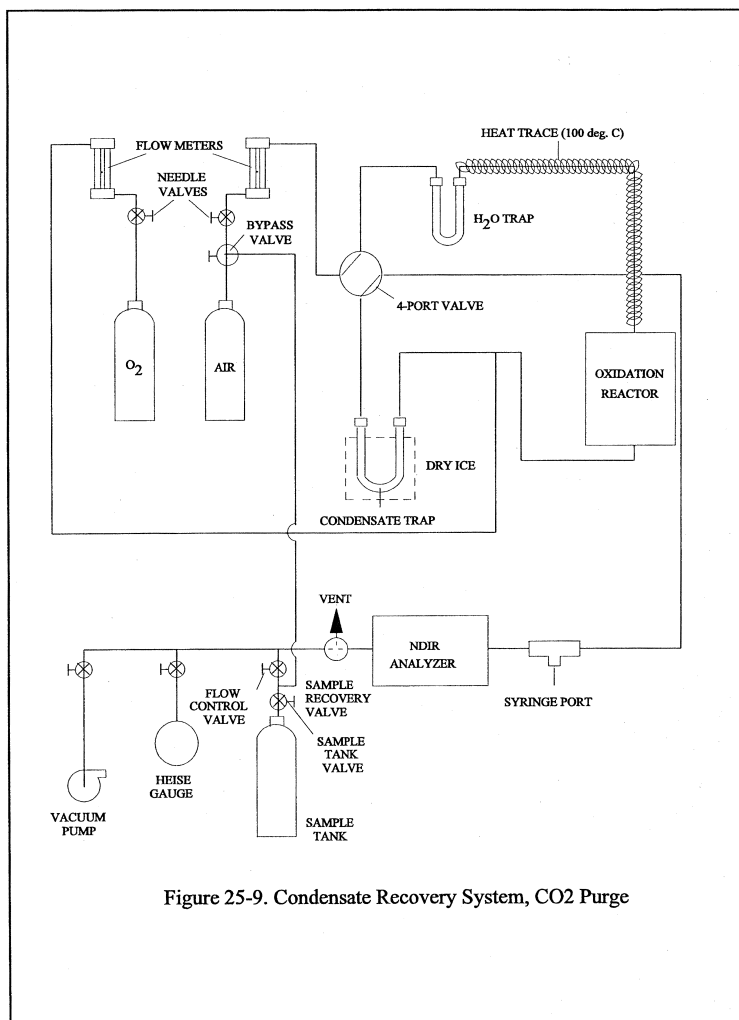 HEAT TRACE (100 deg. C)
FLOW METERS
NEEDLE
VALVES
H2O TRAP
BYPASS
VALVE
4-PORT VALVE
O2
AIR
OXIDATION
REACTOR
DRY ICE
CONDENSATE TRAP
VENT
NDIR
ANALYZER
SYRINGE PORT
FLOW
CONTROL
VALVE
SAMPLE
RECOVERY
VALVE
SAMPLE
TANK
VALVE
HEISE
GAUGE
VACUUM
PUMP
SAMPLE
TANK
Figure 25-9. Condensate Recovery System, CO2 Purge